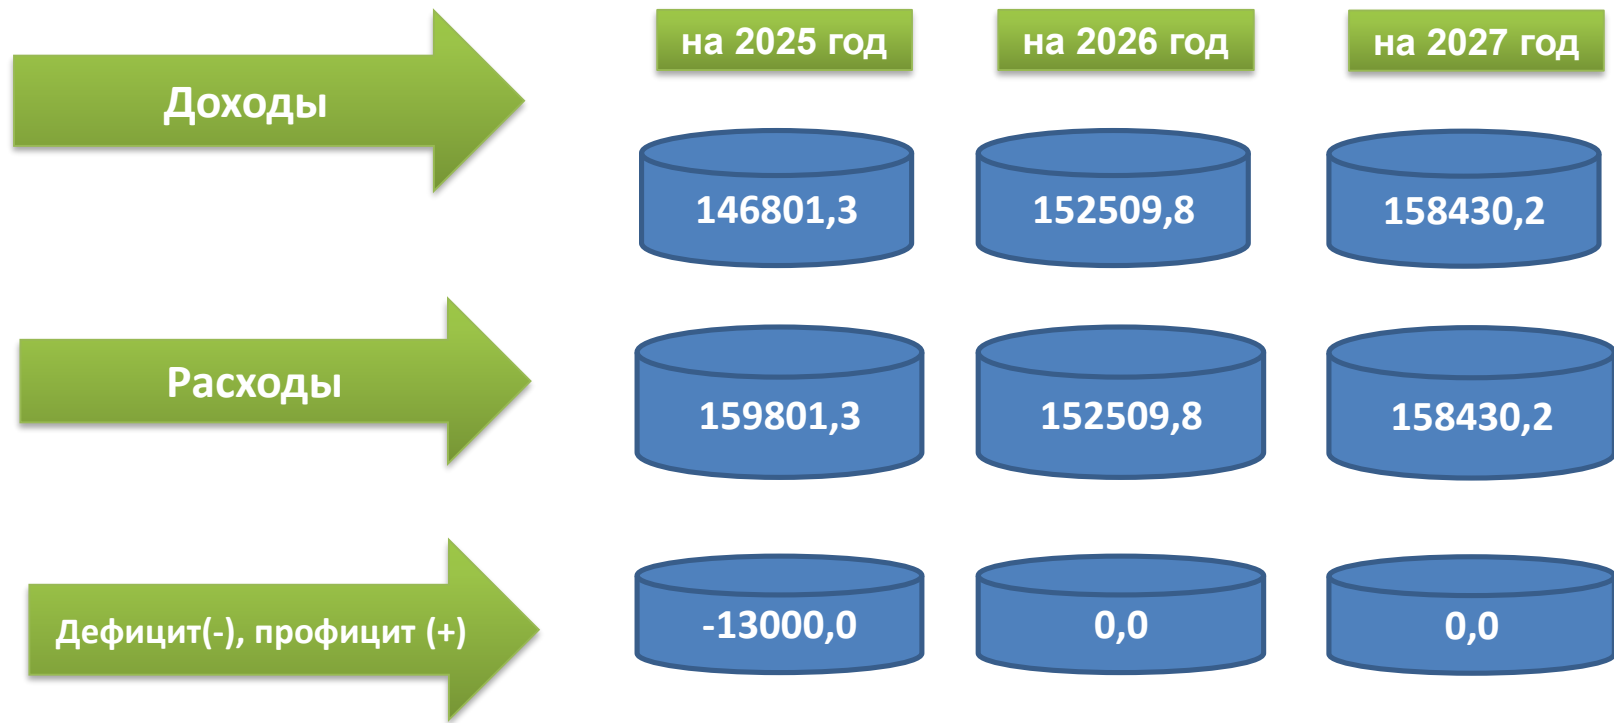 на 2025 год
на 2026 год
на 2027 год
Доходы
146801,3
152509,8
158430,2
Расходы
159801,3
152509,8
158430,2
Дефицит(-), профицит (+)
-13000,0
0,0
0,0